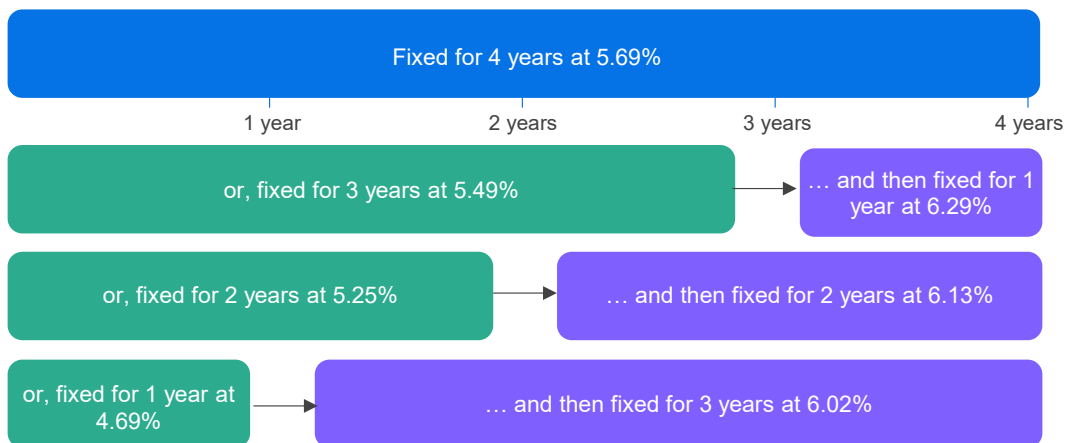 Fixed for 4 years at 5.69%
1 year
2 years
3 years
4 years
or, fixed for 3 years at 5.49%
… and then fixed for 1
year at 6.29%
or, fixed for 2 years at 5.25%
… and then fixed for 2 years at 6.13%
or, fixed for 1 year at
4.69%
… and then fixed for 3 years at 6.02%